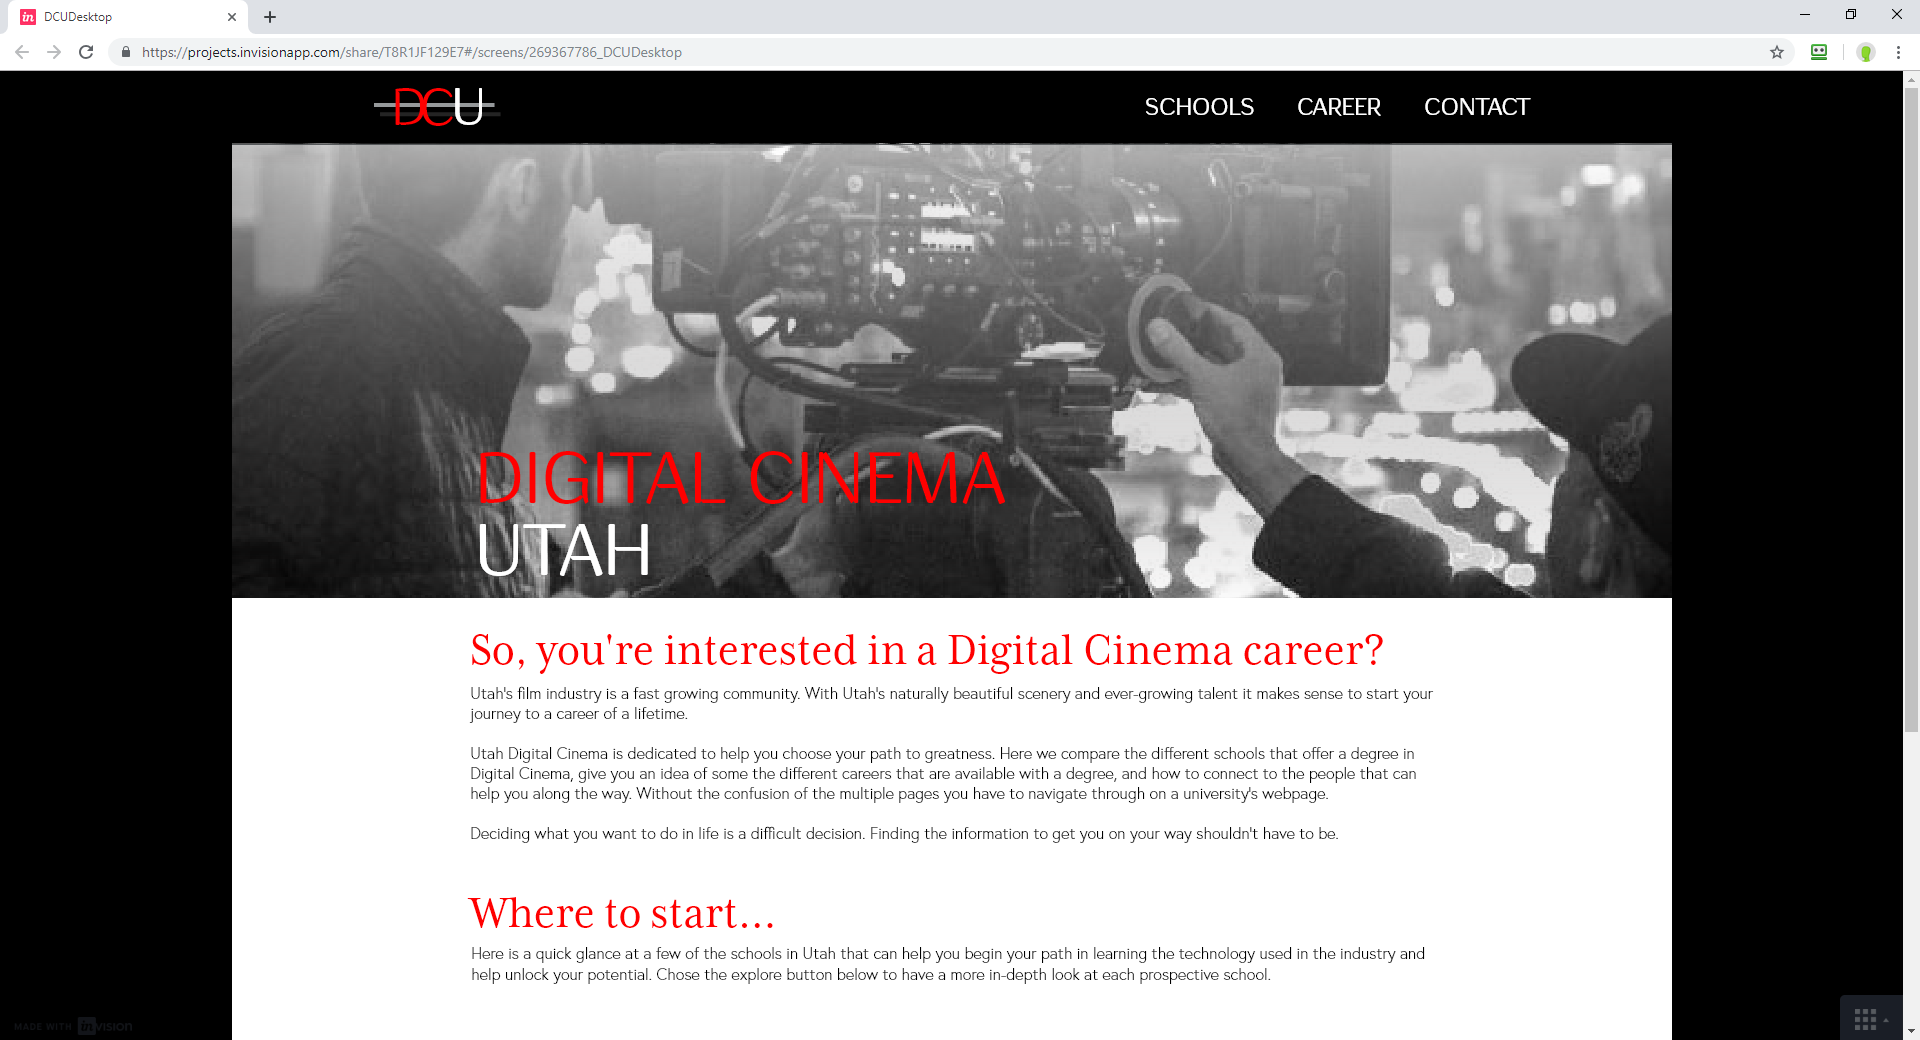 DCUDesktop
https://projects.invisionapp.com/share/T8R1JF129E7#/screens/269367786_DCUDesktop
DCU
SCHOOLS CAREER CONTACT
DIGITAL CINEMA
UTAH
So, you're interested in a Digital Cinema career?
Utah's film industry is a fast growing community. With Utah's naturally beautiful scenery and ever-growing talent it makes sense to start your
journey to a career of a lifetime.
Utah Digital Cinema is dedicated to help you choose your path to greatness. Here we compare the different schools that offer a degree in
Digital Cinema, give you an idea of some the different careers that are available with a degree, and how to connect to the people that can
help you along the way. Without the confusion of the multiple pages you have to navigate through on a university's webpage.
Deciding what you want to do in life is a difficult decision. Finding the information to get you on your way shouldn't have to be.
Where to start...
Here is a quick glance at a few of the schools in Utah that can help you begin your path in learning the technology used in the industry and
help unlock your potential. Chose the explore button below to have a more in-depth look at each prospective school.
MADE WITH invision